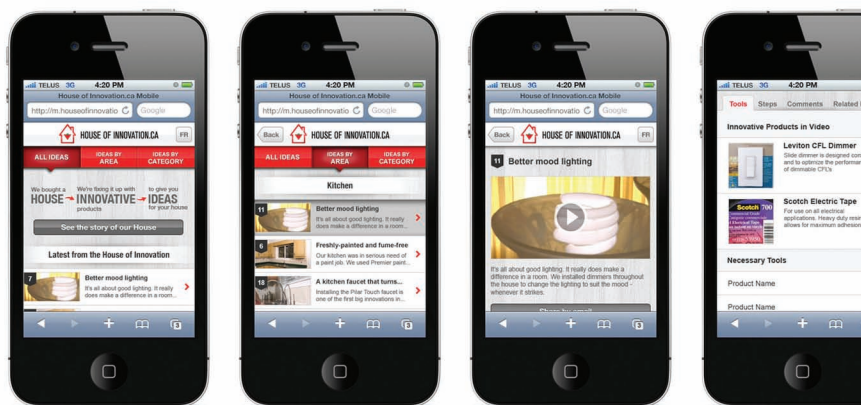 TELUS 3G 4:20 PM
House of Innovation.ca Mobile
http://m.houseofinnovatio Google
HOUSE OF INNOVATION.CA FR
ALL IDEAS IDEAS BY AREA IDEAS BY CATEGORY
We bought a We're fixing it up with to give you
HOUSE INNOVATIVE IDEAS
products for your house
See the story of our House
Latest from the House of Innovation
7 Better mood lighting
It's all about good lighting. It really
does make a difference in a room...
3
TELUS 3G 4:20 PM
House of Innovation.ca Mobile
http://m.houseofinnovatio Google
Back HOUSE OF INNOVATION.CA
ALL IDEAS IDEAS BY AREA IDEAS BY CATEGORY
Kitchen
11 Better mood lighting
It's all about good lighting. It really
does make a difference in a room...
6 Freshly-painted and fume-free
Our kitchen was in serious need of
a paint job. We used Premier paint...
18 A kitchen faucet that turns...
Installing the Pilar Touch faucet is
one of the first big innovations in...
3
TELUS 3G 4:20 PM
House of Innovation.ca Mobile
http://m.houseofinnovatio Google
Back HOUSE OF INNOVATION.CA FR
11 Better mood lighting
It's all about good lighting. It really does make a
difference in a room. We installed dimmers throughout
the house to change the lighting to suit the mood -
whenever it strikes.
Share by email
3
TELUS 3G 4:20 PM
Tools Steps Comments Related
Innovative Products in Video
Leviton CFL Dimmer
Slide dimmer is designed
and to optimize the
of dimmable CFL's
Scotch 700
Scotch Electric Tape
For use on all electrical
applications. Heavy duty
allows for maximum adhesion
Necessary Tools
Product Name
Product Name